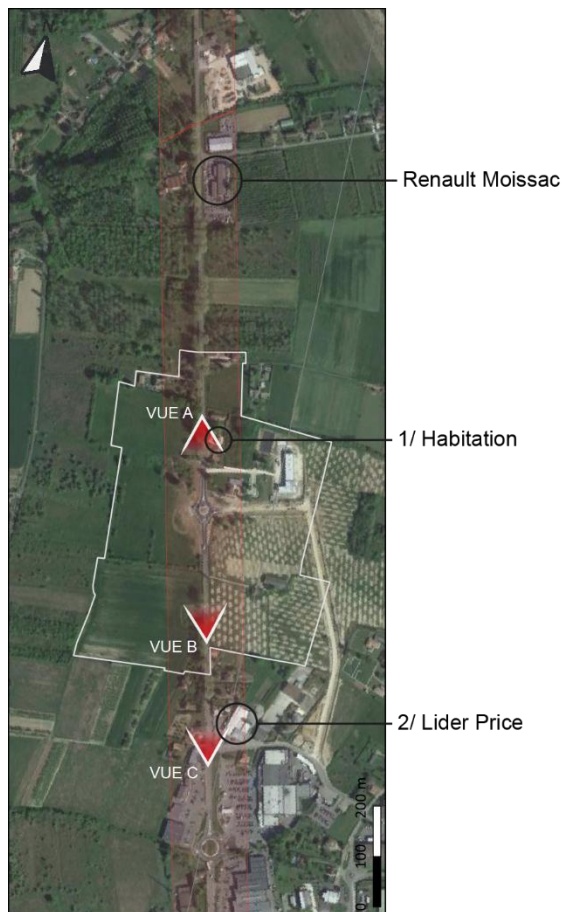 N
Renault Moissac
VUE A
1/ Habitation
VUE B
2/ Lider Price
VUE C
0 100 200 m